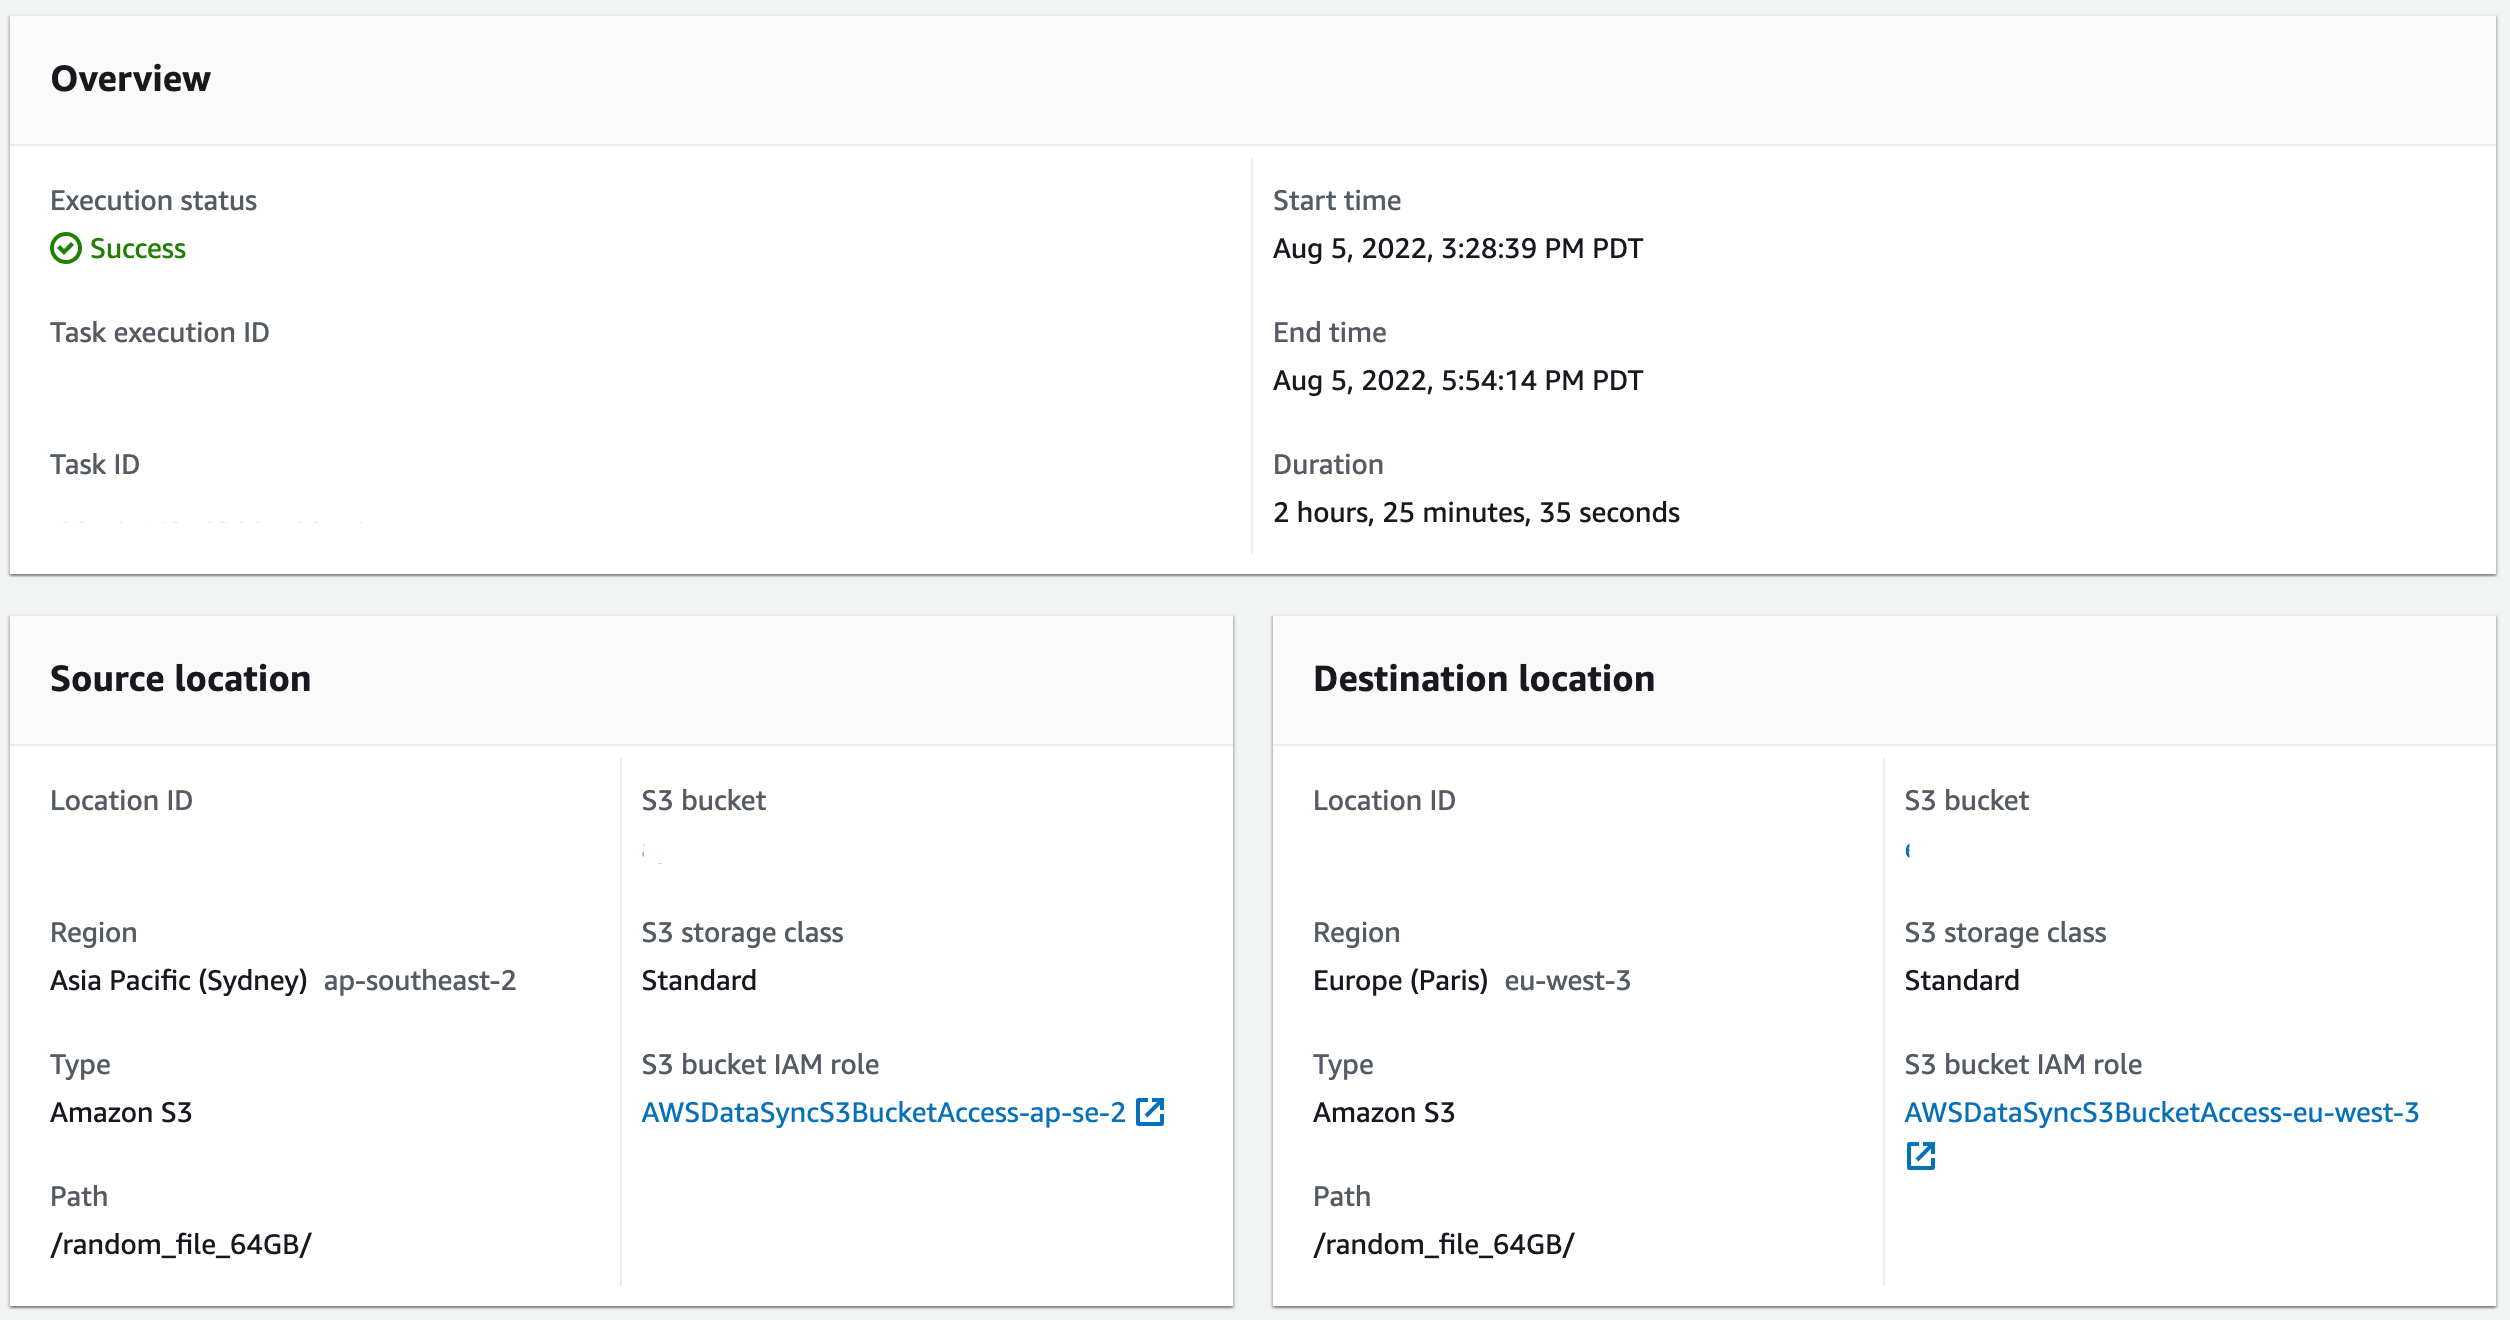 Overview
Execution status
Success
Task execution ID
Task ID
Start time
Aug 5, 2022, 3:28:39 PM PDT
End time
Aug 5, 2022, 5:54:14 PM PDT
Duration
2 hours, 25 minutes, 35 seconds
Source location
Location ID
Region
Asia Pacific (Sydney) ap-southeast-2
Type
Amazon S3
Path
/random_file_64GB/
S3 bucket
S3 storage class
Standard
S3 bucket IAM role
AWSDataSyncS3BucketAccess-ap-se-2
Destination location
Location ID
Region
Europe (Paris) eu-west-3
Type
Amazon S3
Path
/random_file_64GB/
S3 bucket
S3 storage class
Standard
S3 bucket IAM role
AWSDataSyncS3BucketAccess-eu-west-3